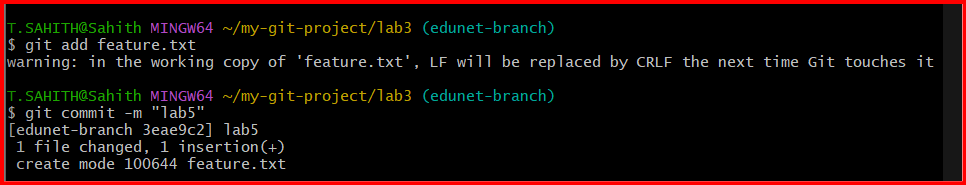 T.SAHITH@Sahith MINGW64 ~/my-git-project/lab3 (edunet-branch)
$ git add feature.txt
warning: in the working copy of 'feature.txt', LF will be replaced by CRLF the next time Git touches it
T.SAHITH@Sahith MINGW64 ~/my-git-project/lab3 (edunet-branch)
$ git commit -m "lab5"
[edunet-branch 3eae9c2] lab5
 1 file changed, 1 insertion(+)
 create mode 100644 feature.txt